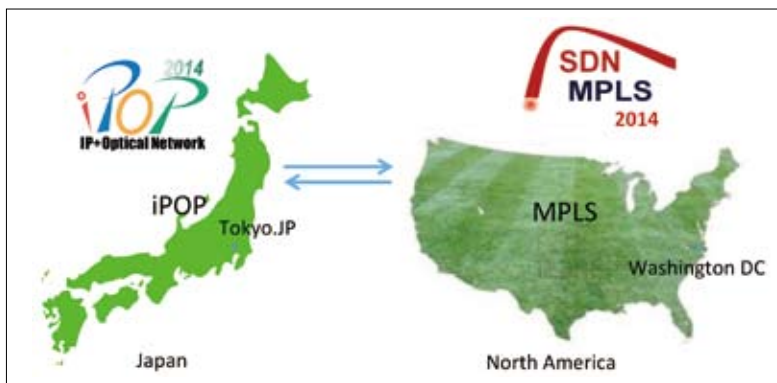 2014
iPOP
IP+Optical Network
iPOP
Tokyo.JP
Japan
SDN
MPLS
2014
MPLS
Washington DC
North America